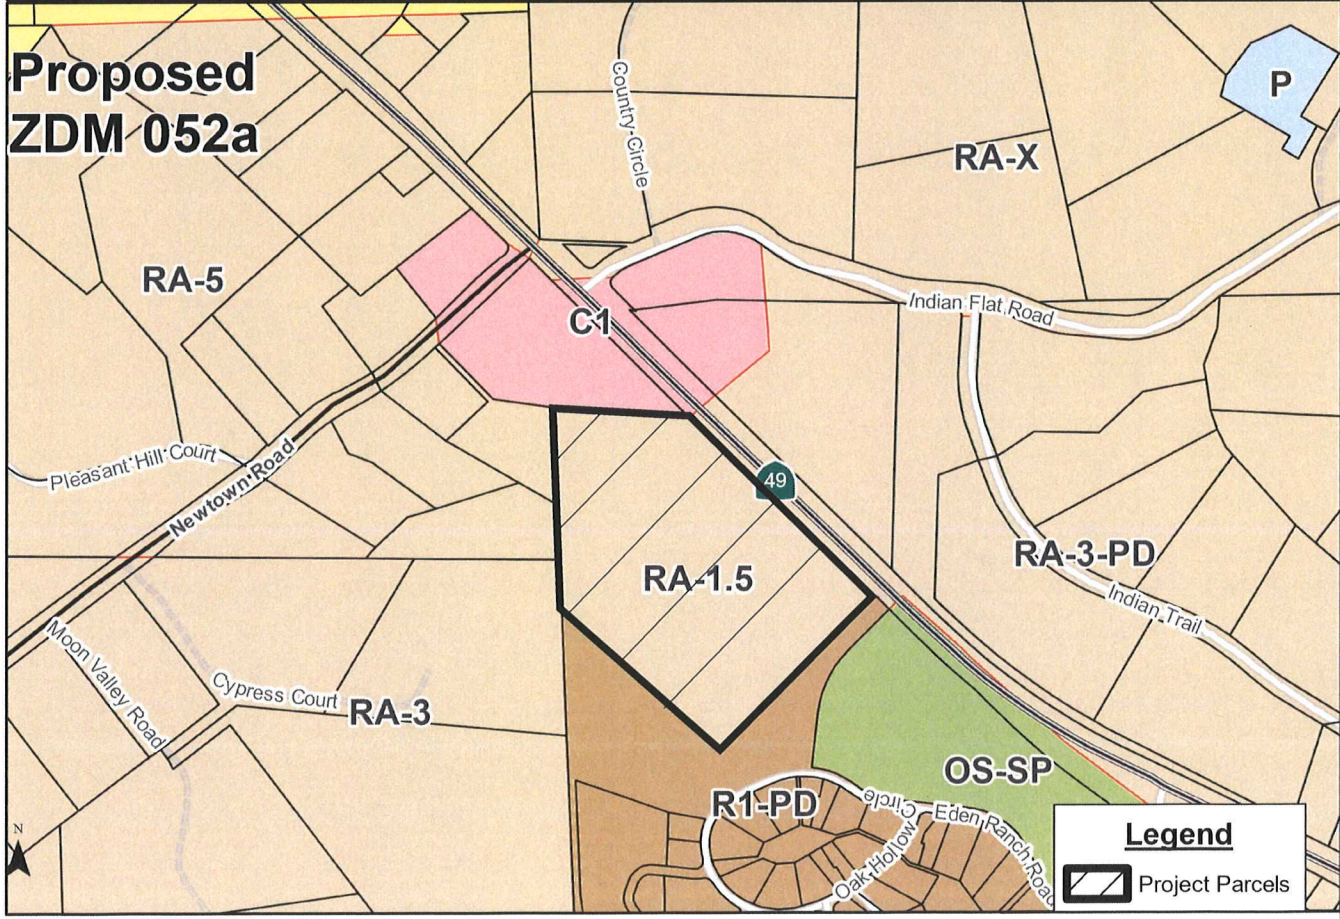 Proposed
ZDM 052a
P
Country Circle
RA-X
RA-5
Indian Flat Road
C1
Pleasant Hill Court
Newtown Road
49
RA-1.5
RA-3-PD
Indian Trail
Moon Valley Road
Cypress Court
RA-3
OS-SP
R1-PD
Oak Hollow Circle
Eden Ranch Road
N
Legend
Project Parcels